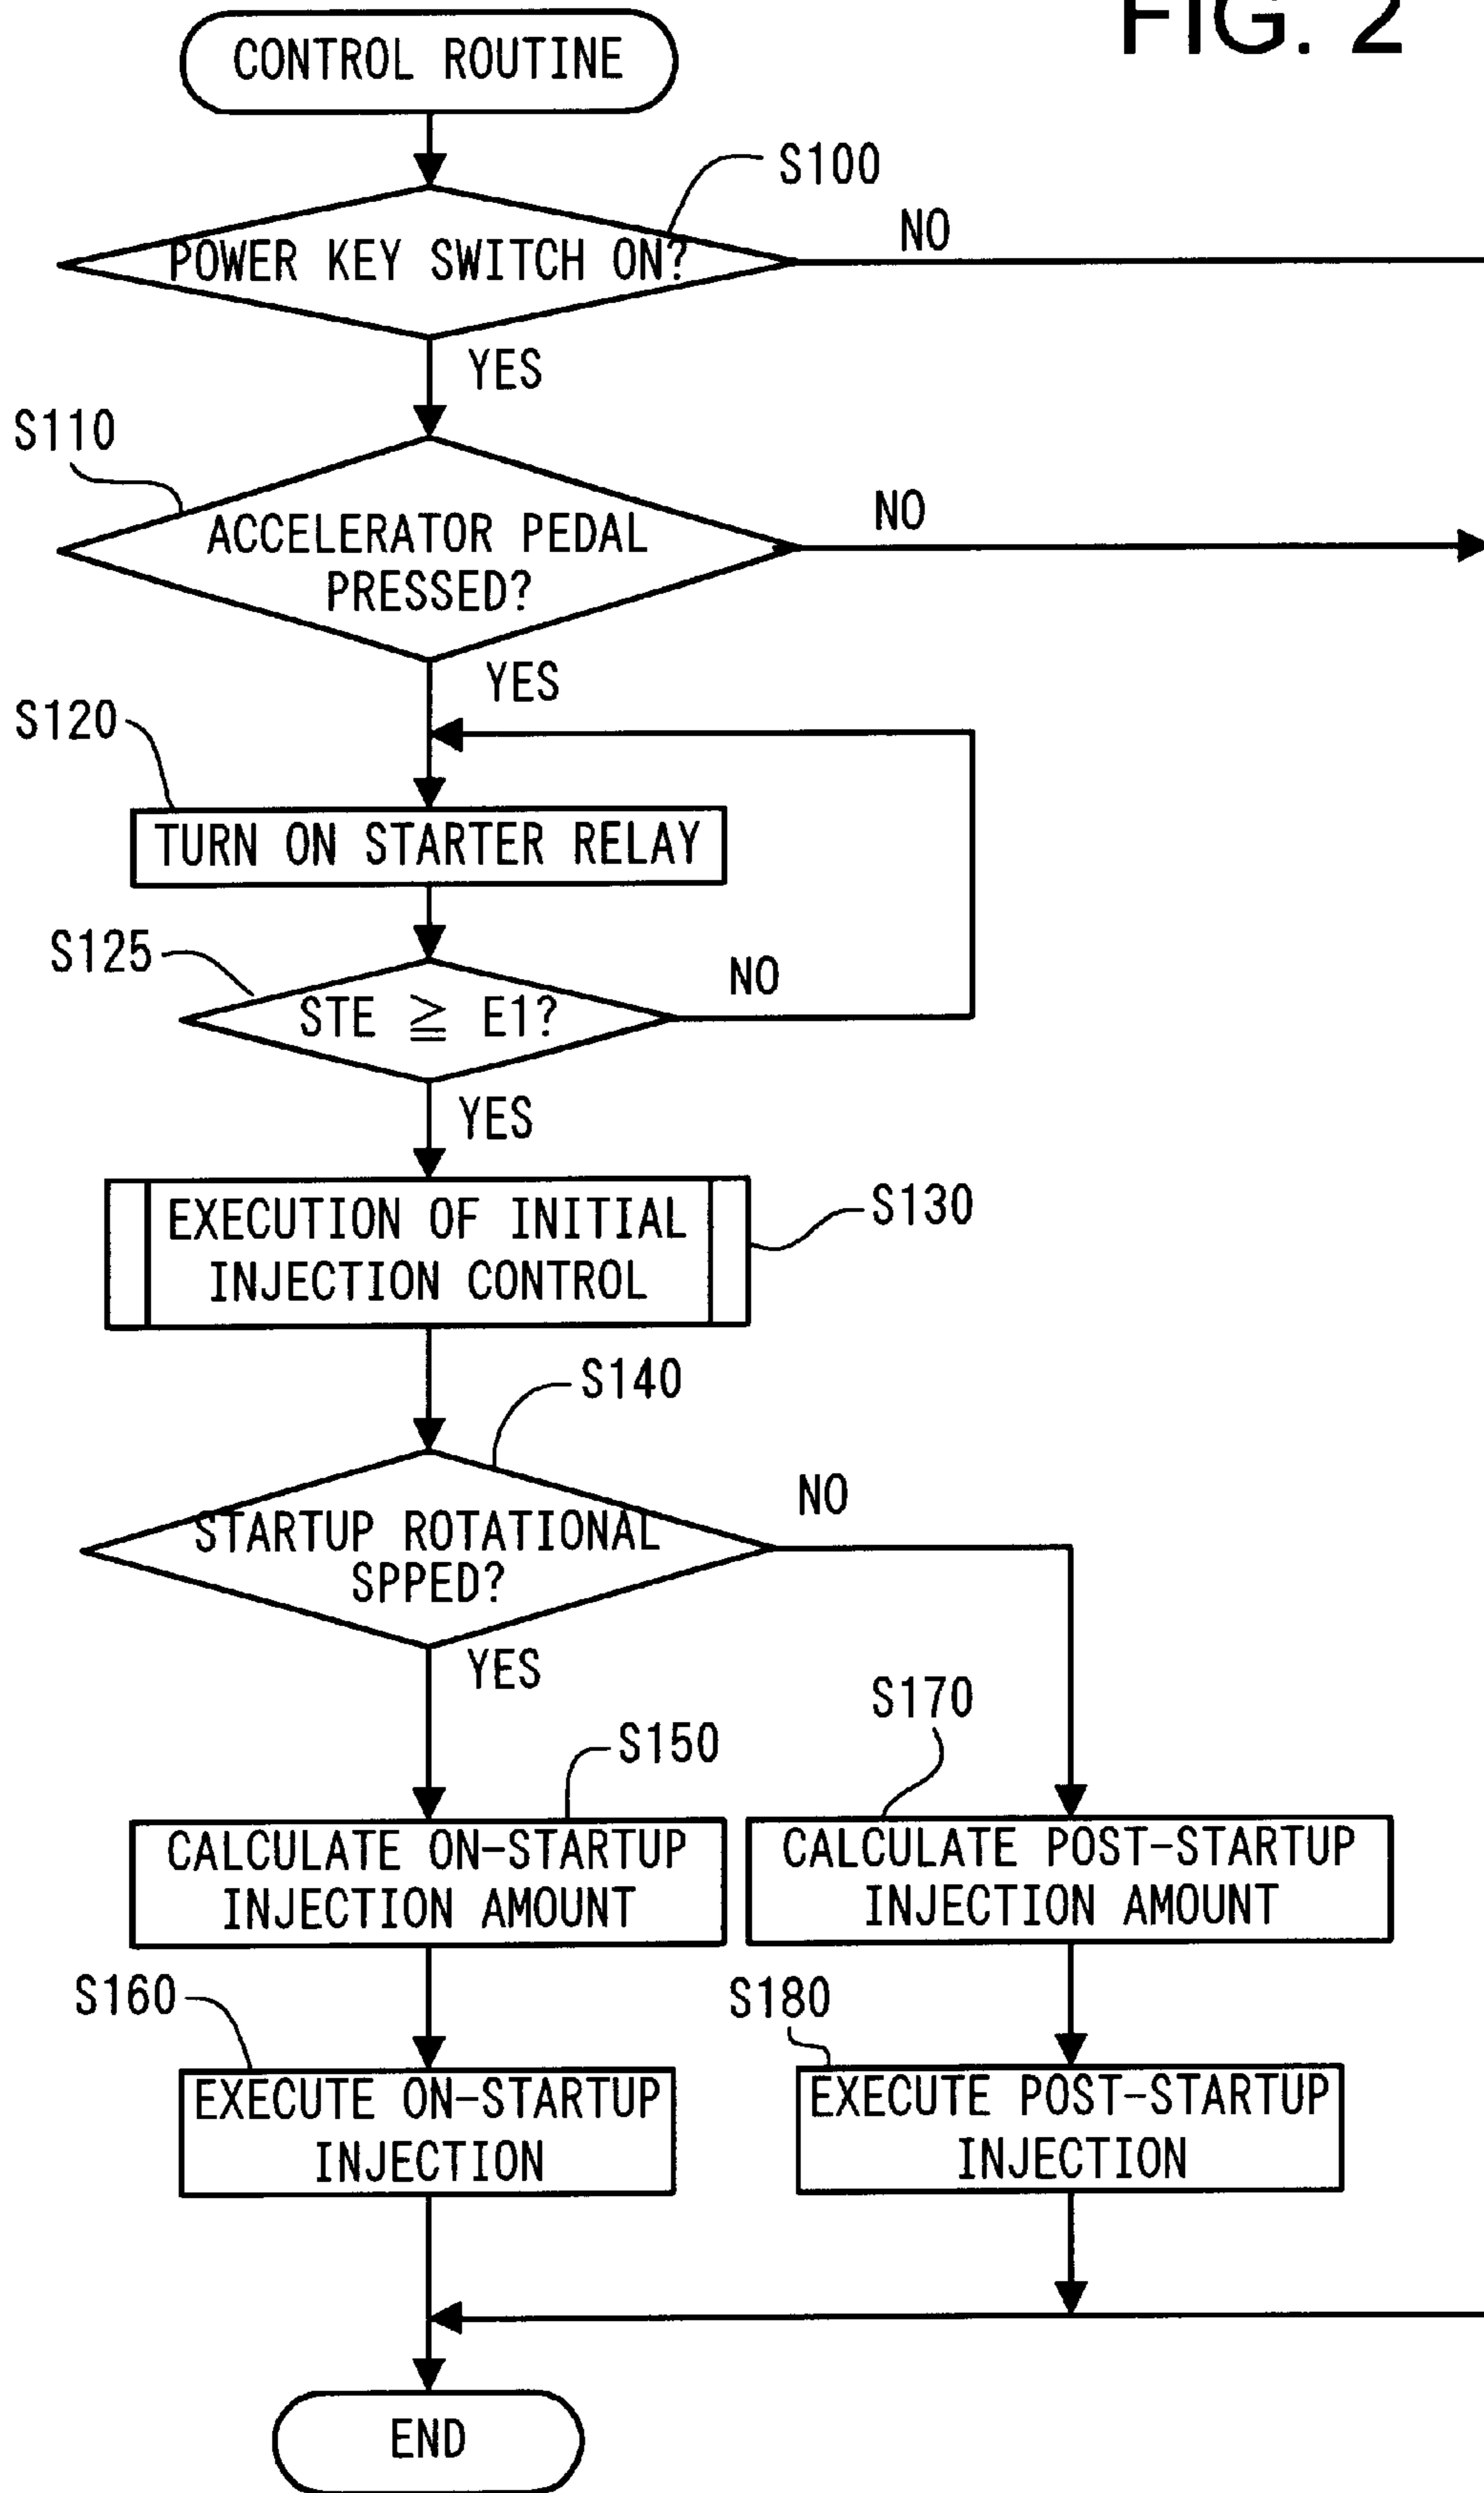 FIG. 2
CONTROL ROUTINE
S100
POWER KEY SWITCH ON?
NO
YES
S110
ACCELERATOR PEDAL
PRESSED?
NO
YES
S120
TURN ON STARTER RELAY
S125
STE ≧ E1?
NO
YES
EXECUTION OF INITIAL
INJECTION CONTROL
S130
S140
STARTUP ROTATIONAL
SPPED?
NO
YES
S150
S170
CALCULATE ON-STARTUP
INJECTION AMOUNT
CALCULATE POST-STARTUP
INJECTION AMOUNT
S160
S180
EXECUTE ON-STARTUP
INJECTION
EXECUTE POST-STARTUP
INJECTION
END